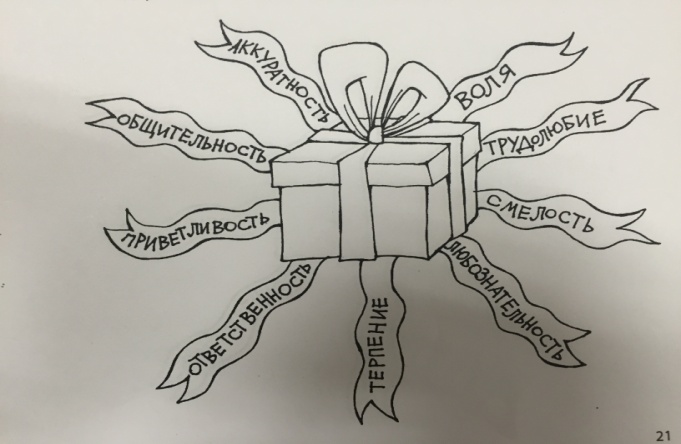 АККУРАТНОСТЬ
ВОЛЯ
ОБЩИТЕЛЬНОСТЬ
ТРУДОЛЮБИЕ
ПРИВЕТЛИВОСТЬ
СМЕЛОСТЬ
ОТВЕТСТВЕННОСТЬ
ТЕРПЕНИЕ
ЛЮБОЗНАТЕЛЬНОСТЬ
21